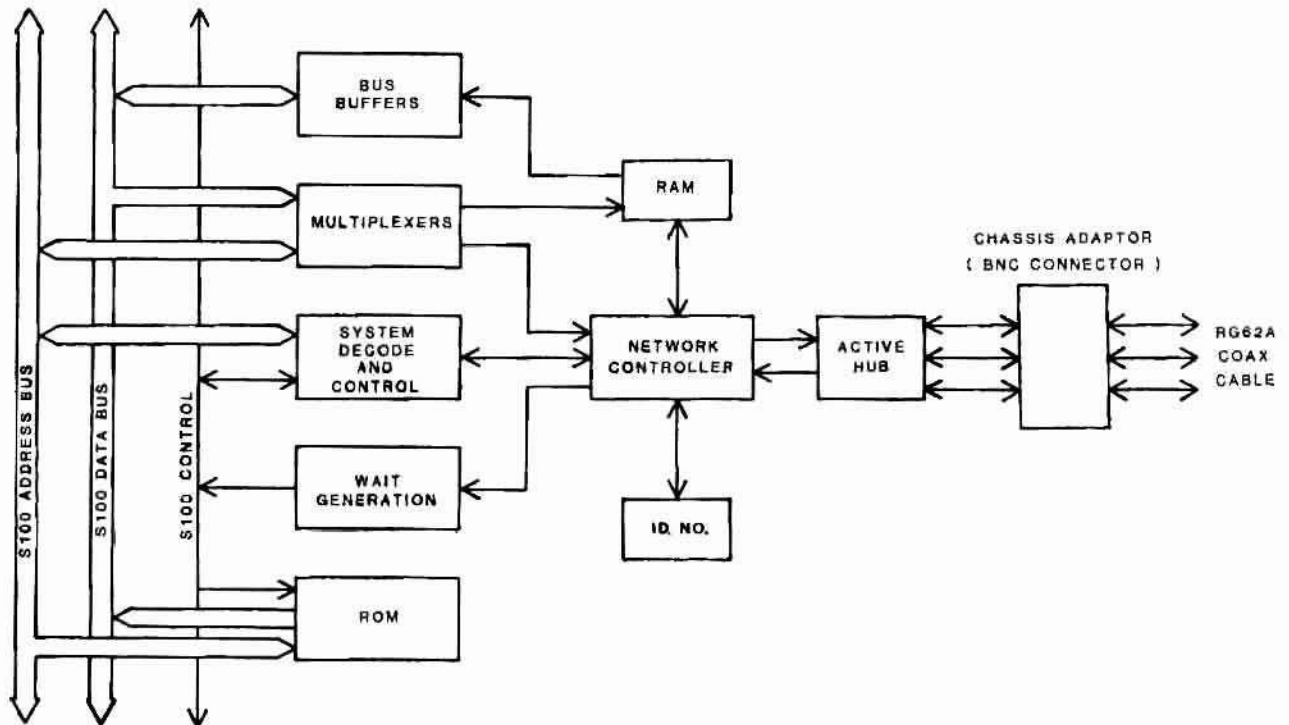 BUS
BUFFERS
RAM
MULTIPLEXERS
CHASSIS ADAPTOR
( BNC CONNECTOR )
SYSTEM
DECODE
AND
CONTROL
NETWORK
CONTROLLER
ACTIVE
HUB
RG62A
COAX
CABLE
S100 ADDRESS BUS
S100 DATA BUS
S100 CONTROL
WAIT
GENERATION
ID. NO.
ROM